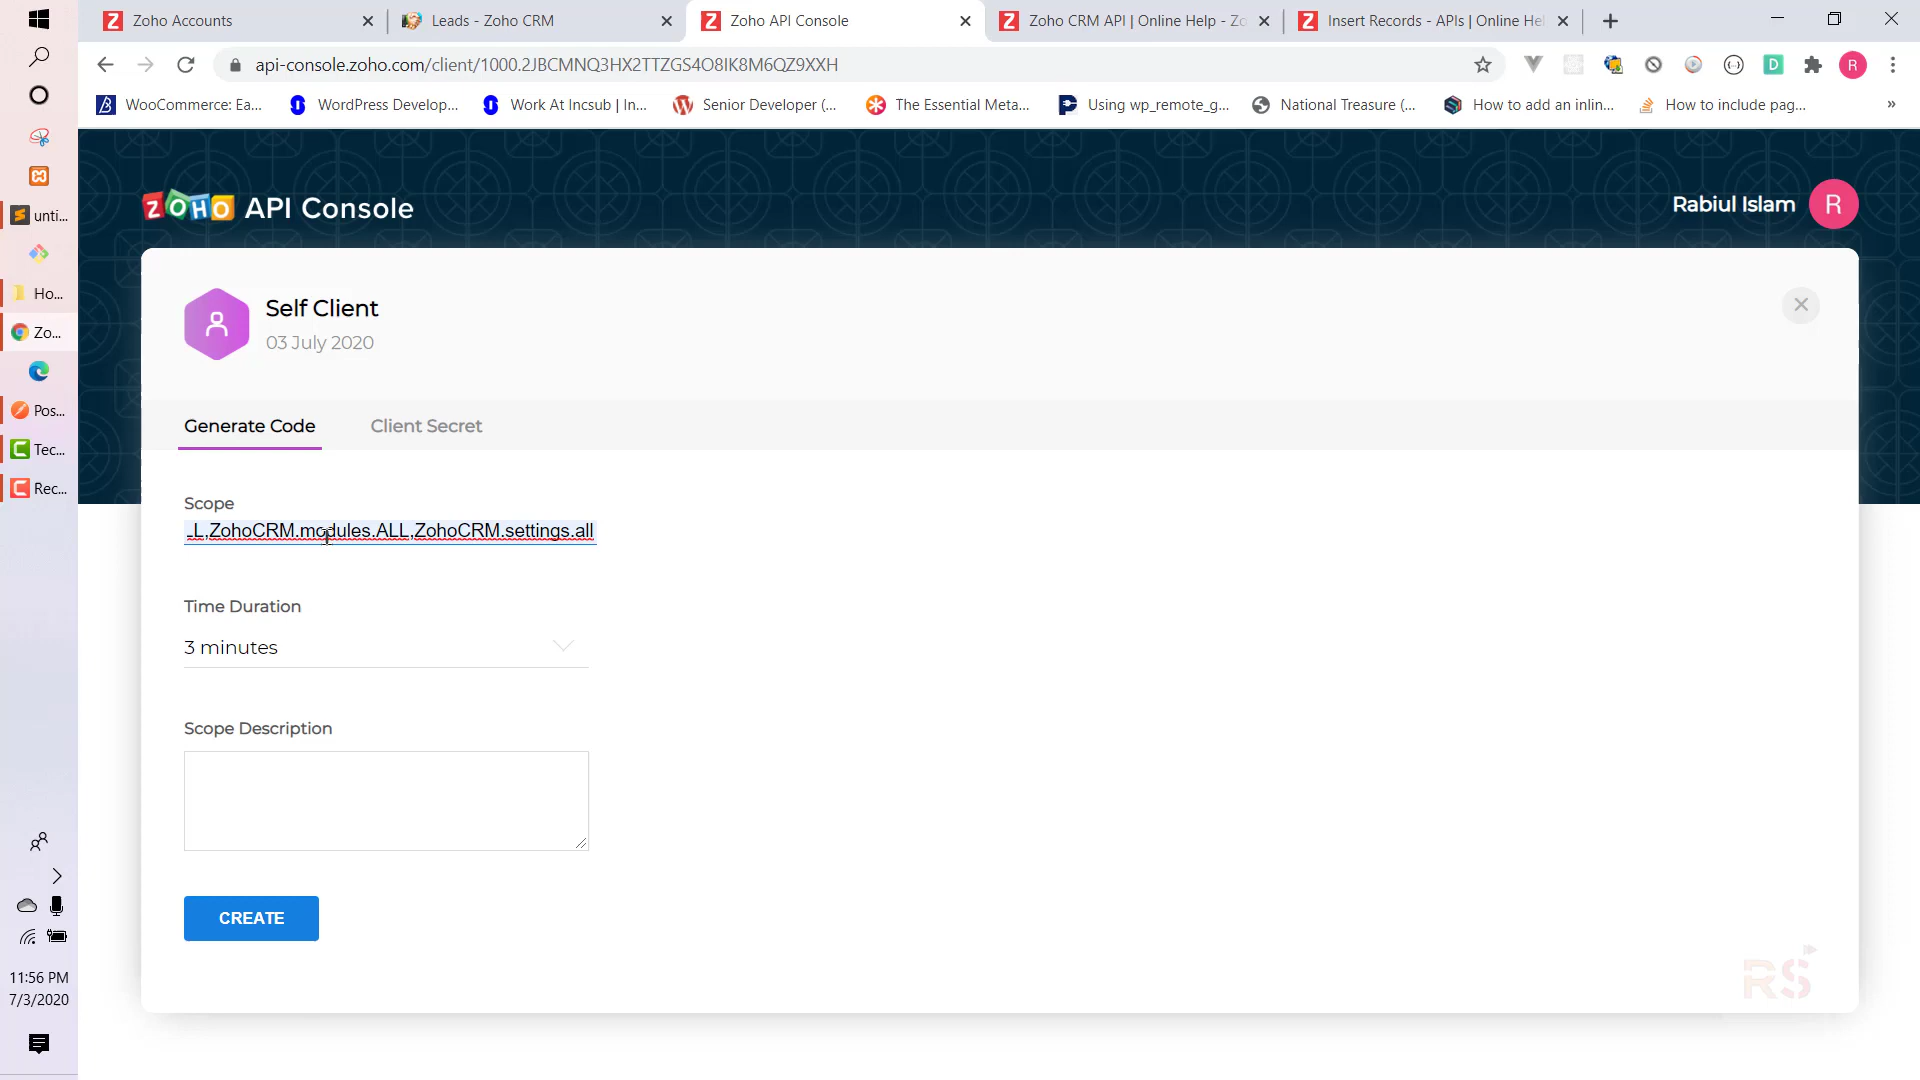 Zoho Accounts
Leads - Zoho CRM
Zoho API Console
Zoho CRM API | Online Help - Zo
Insert Records - APIs | Online Hel
api-console.zoho.com/client/1000.2JBCMNQ3HX2TTZGS4O8IK8M6QZ9XXH
R
WooCommerce: Ea...
WordPress Develop...
Work At Incsub | In...
Senior Developer (...
The Essential Meta...
Using wp_remote_g...
National Treasure (...
How to add an inlin...
How to include pag...
»
unti...
Ho...
Zo...
Pos...
Tec...
Rec...
ZOHO API Console
Rabiul Islam
R
Self Client
03 July 2020
Generate Code
Client Secret
Scope
LL,ZohoCRM.modules.ALL,ZohoCRM.settings.all
Time Duration
3 minutes
Scope Description
CREATE
RS
11:56 PM
7/3/2020